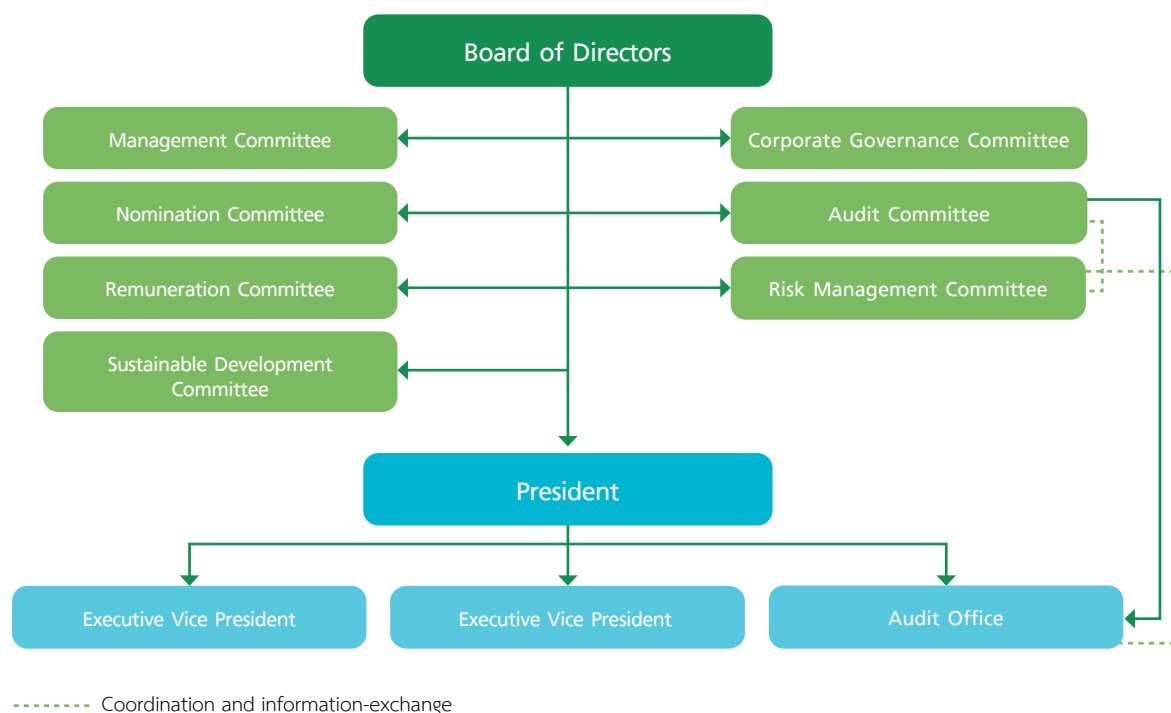 Board of Directors
Management Committee
Corporate Governance Committee
Nomination Committee
Audit Committee
Remuneration Committee
Risk Management Committee
Sustainable Development
Committee
President
Executive Vice President
Executive Vice President
Audit Office
Coordination and information-exchange